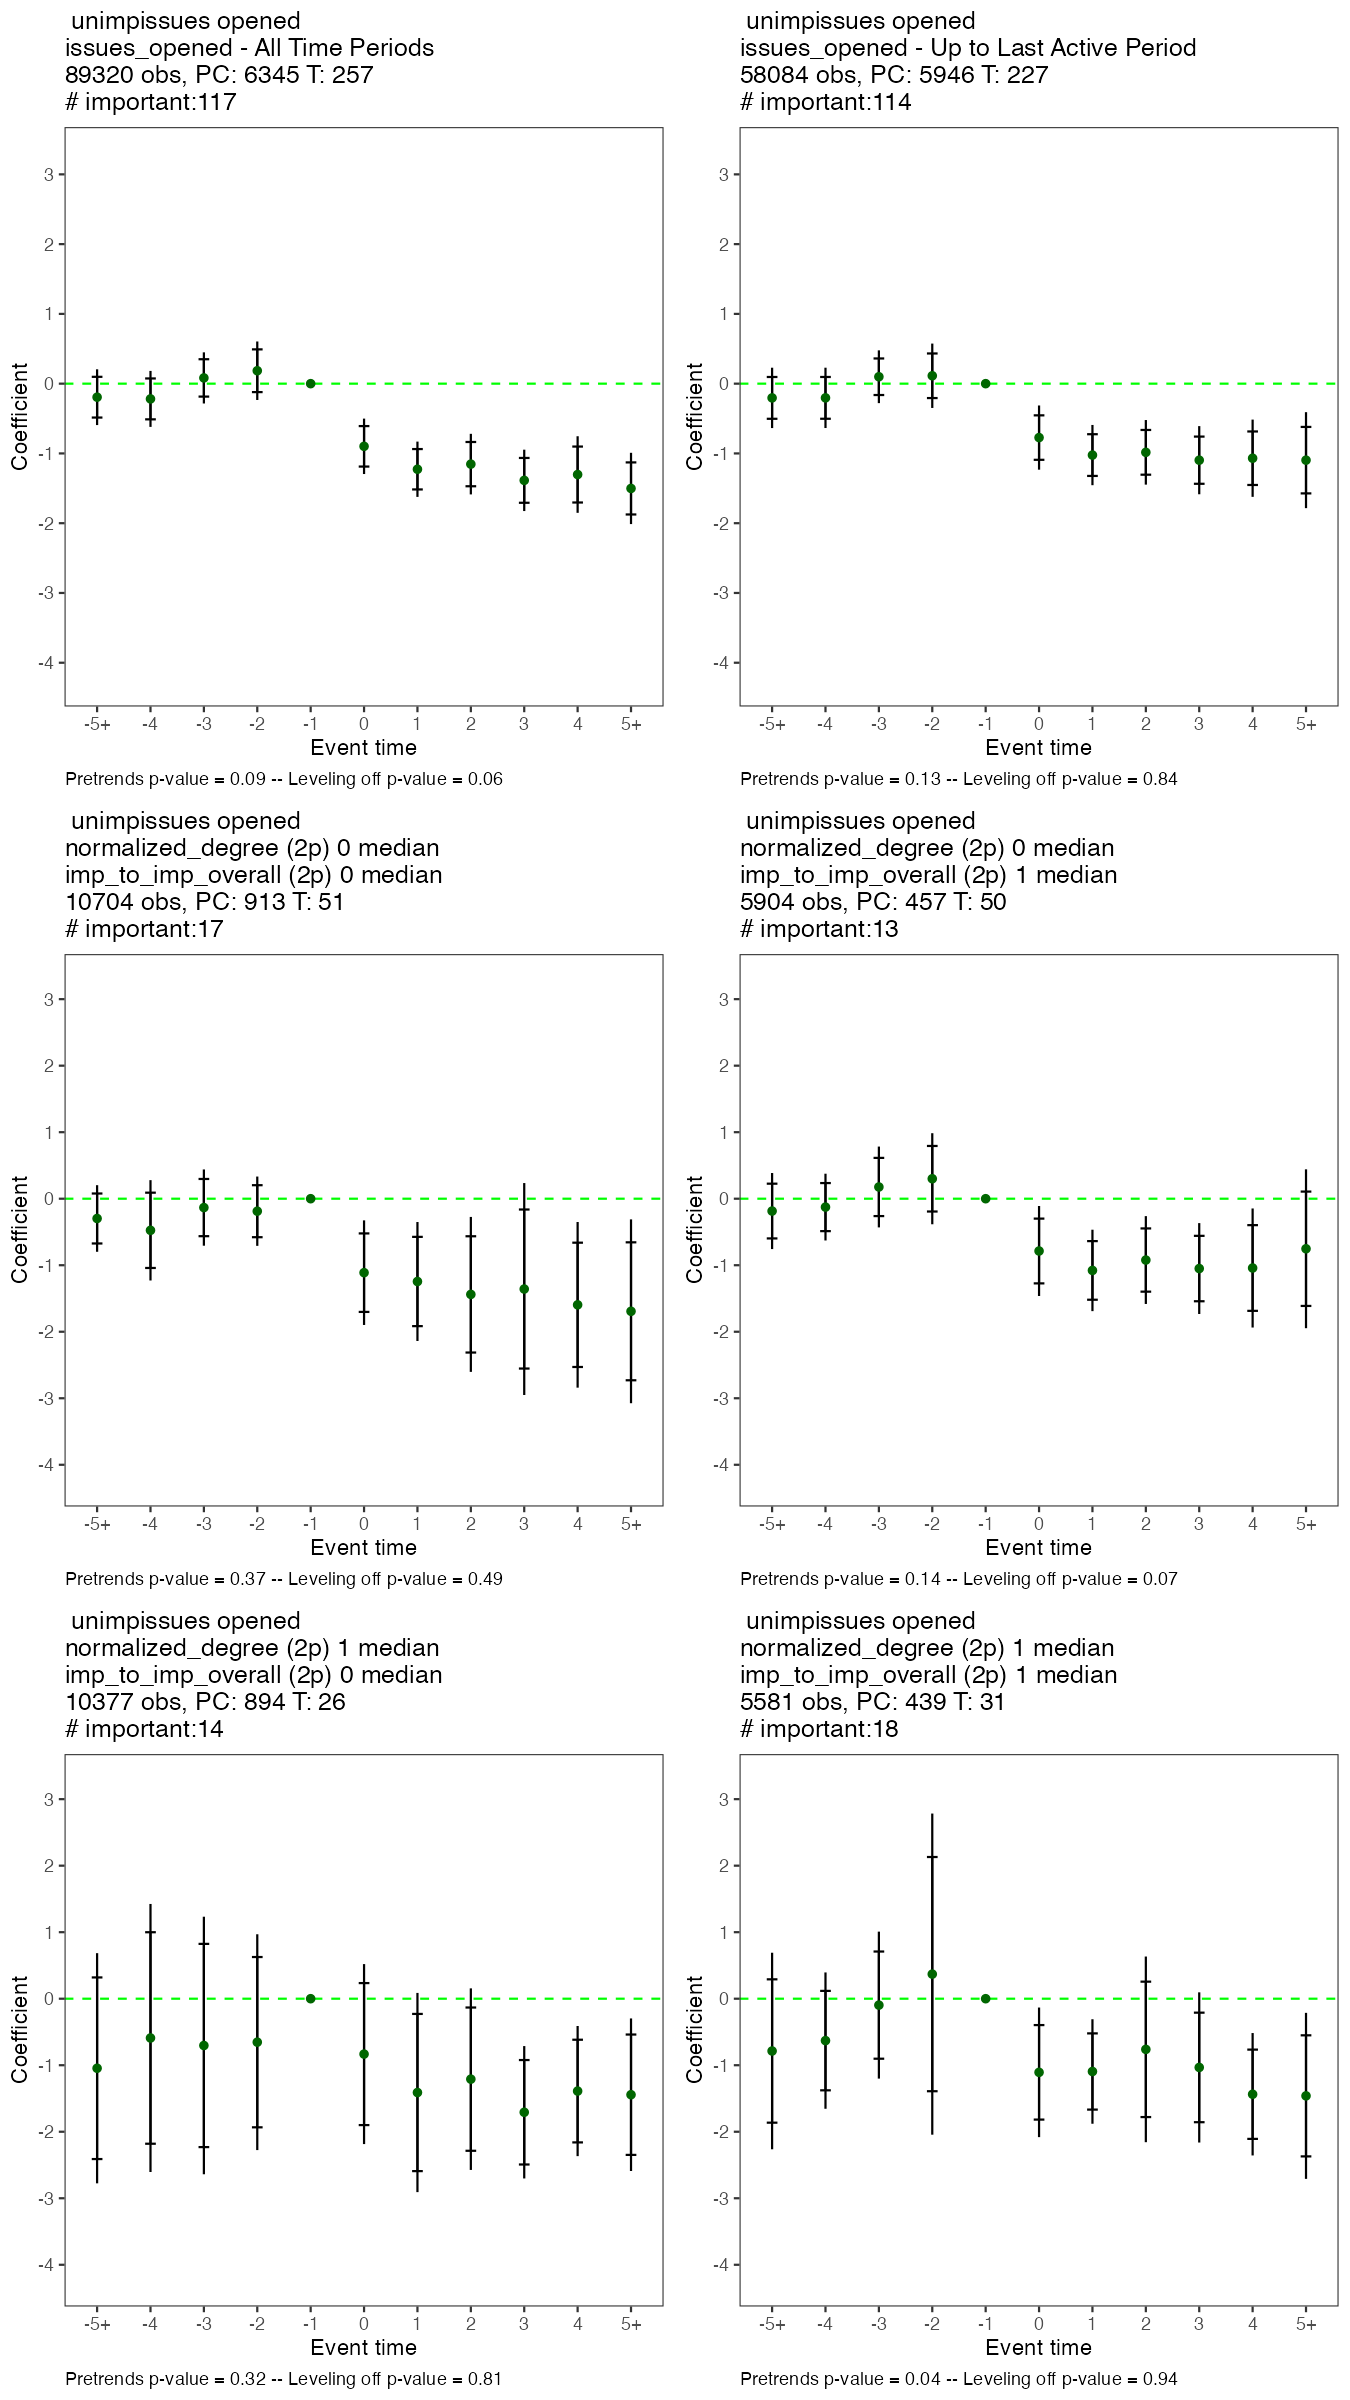 unimpissues opened
issues_opened - All Time Periods
89320 obs, PC: 6345 T: 257
# important:117
3
2
1
0
-1
-2
-3
-4
Coefficient
-5+ -4 -3 -2 -1 0 1 2 3 4 5+
Event time
Pretrends p-value = 0.09 -- Leveling off p-value = 0.06
unimpissues opened
issues_opened - Up to Last Active Period
58084 obs, PC: 5946 T: 227
# important:114
3
2
1
0
-1
-2
-3
-4
Coefficient
-5+ -4 -3 -2 -1 0 1 2 3 4 5+
Event time
Pretrends p-value = 0.13 -- Leveling off p-value = 0.84
unimpissues opened
normalized_degree (2p) 0 median
imp_to_imp_overall (2p) 0 median
10704 obs, PC: 913 T: 51
# important:17
3
2
1
0
-1
-2
-3
-4
Coefficient
-5+ -4 -3 -2 -1 0 1 2 3 4 5+
Event time
Pretrends p-value = 0.37 -- Leveling off p-value = 0.49
unimpissues opened
normalized_degree (2p) 0 median
imp_to_imp_overall (2p) 1 median
5904 obs, PC: 457 T: 50
# important:13
3
2
1
0
-1
-2
-3
-4
Coefficient
-5+ -4 -3 -2 -1 0 1 2 3 4 5+
Event time
Pretrends p-value = 0.14 -- Leveling off p-value = 0.07
unimpissues opened
normalized_degree (2p) 1 median
imp_to_imp_overall (2p) 0 median
10377 obs, PC: 894 T: 26
# important:14
3
2
1
0
-1
-2
-3
-4
Coefficient
-5+ -4 -3 -2 -1 0 1 2 3 4 5+
Event time
Pretrends p-value = 0.32 -- Leveling off p-value = 0.81
unimpissues opened
normalized_degree (2p) 1 median
imp_to_imp_overall (2p) 1 median
5581 obs, PC: 439 T: 31
# important:18
3
2
1
0
-1
-2
-3
-4
Coefficient
-5+ -4 -3 -2 -1 0 1 2 3 4 5+
Event time
Pretrends p-value = 0.04 -- Leveling off p-value = 0.94